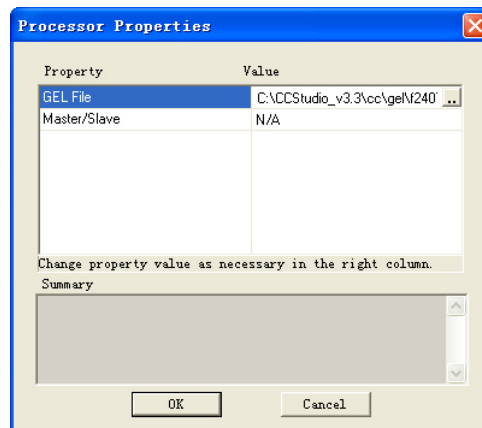 Processor Properties
Property Value
GEL File C:\CCStudio_v3.3\cc\gel\f240 ..
Master/Slave N/A
Change property value as necessary in the right column.
Summary
OK Cancel